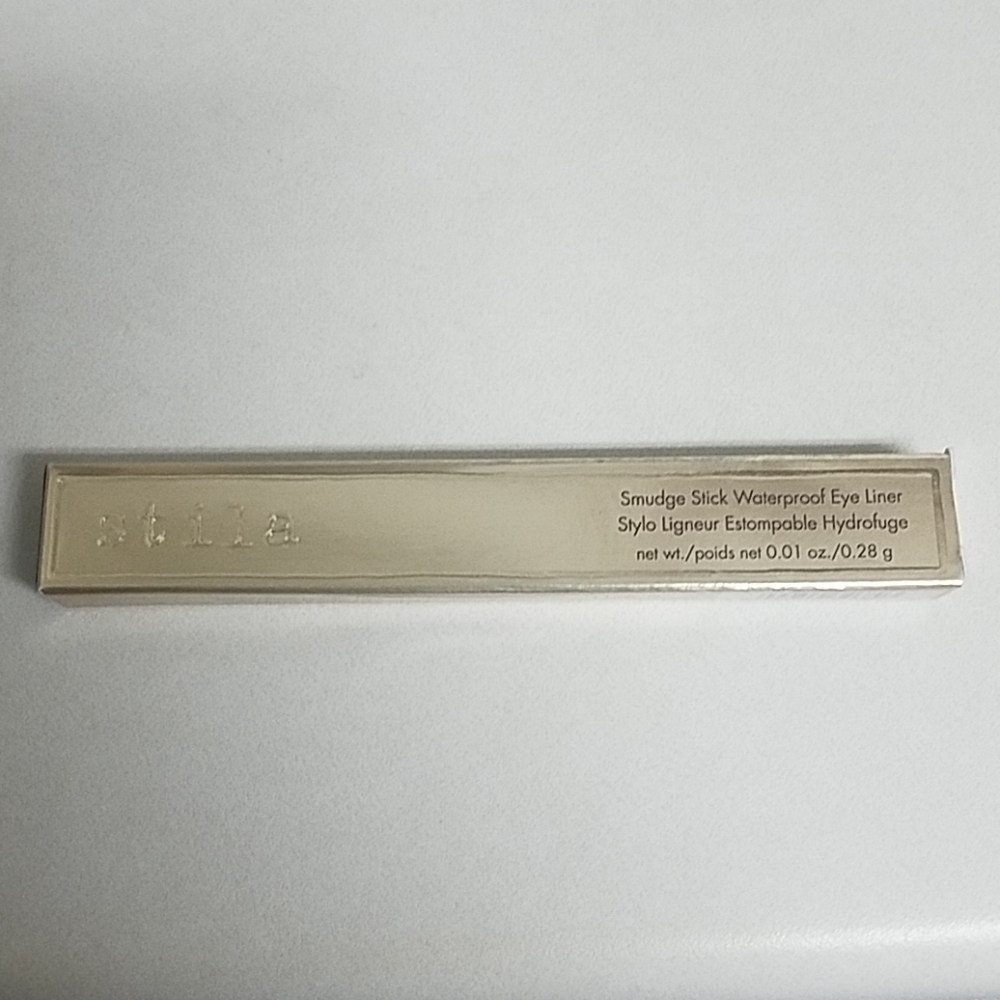 stila
Smudge Stick Waterproof Eye Liner
Stylo Ligneur Estompable Hydrofuge
net wt./poids net 0.01 oz./0.28 g